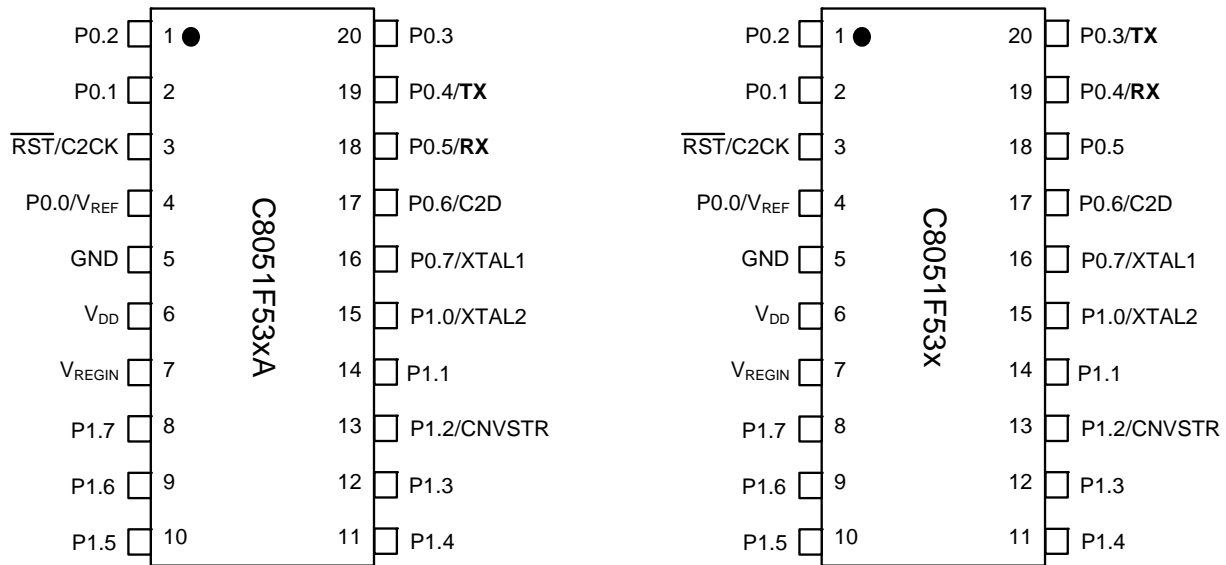 P0.2 1 20 P0.3
P0.1 2 19 P0.4/TX
RST/C2CK 3 18 P0.5/RX
P0.0/VREF 4 17 P0.6/C2D
GND 5 16 P0.7/XTAL1
VDD 6 15 P1.0/XTAL2
VREGIN 7 14 P1.1
P1.7 8 13 P1.2/CNVSTR
P1.6 9 12 P1.3
P1.5 10 11 P1.4
C8051F53xA
P0.2 1 20 P0.3/TX
P0.1 2 19 P0.4/RX
RST/C2CK 3 18 P0.5
P0.0/VREF 4 17 P0.6/C2D
GND 5 16 P0.7/XTAL1
VDD 6 15 P1.0/XTAL2
VREGIN 7 14 P1.1
P1.7 8 13 P1.2/CNVSTR
P1.6 9 12 P1.3
P1.5 10 11 P1.4
C8051F53x